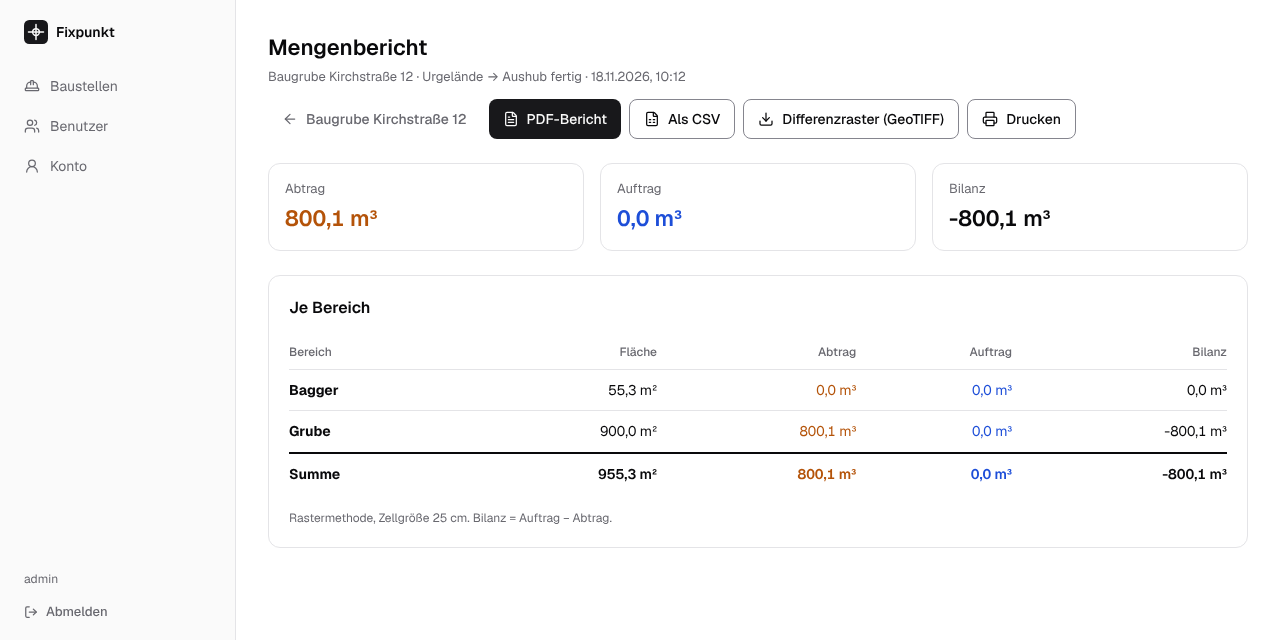 Fixpunkt
Baustellen
Benutzer
Konto
admin
Abmelden
Mengenbericht
Baugrube Kirchstraße 12 · Urgelände → Aushub fertig · 18.11.2026, 10:12
← Baugrube Kirchstraße 12 PDF-Bericht Als CSV Differenzraster (GeoTIFF) Drucken
Abtrag
800,1 m³
Auftrag
0,0 m³
Bilanz
-800,1 m³
Je Bereich
Bereich Fläche Abtrag Auftrag Bilanz
Bagger 55,3 m² 0,0 m³ 0,0 m³ 0,0 m³
Grube 900,0 m² 800,1 m³ 0,0 m³ -800,1 m³
Summe 955,3 m² 800,1 m³ 0,0 m³ -800,1 m³
Rastermethode, Zellgröße 25 cm. Bilanz = Auftrag − Abtrag.